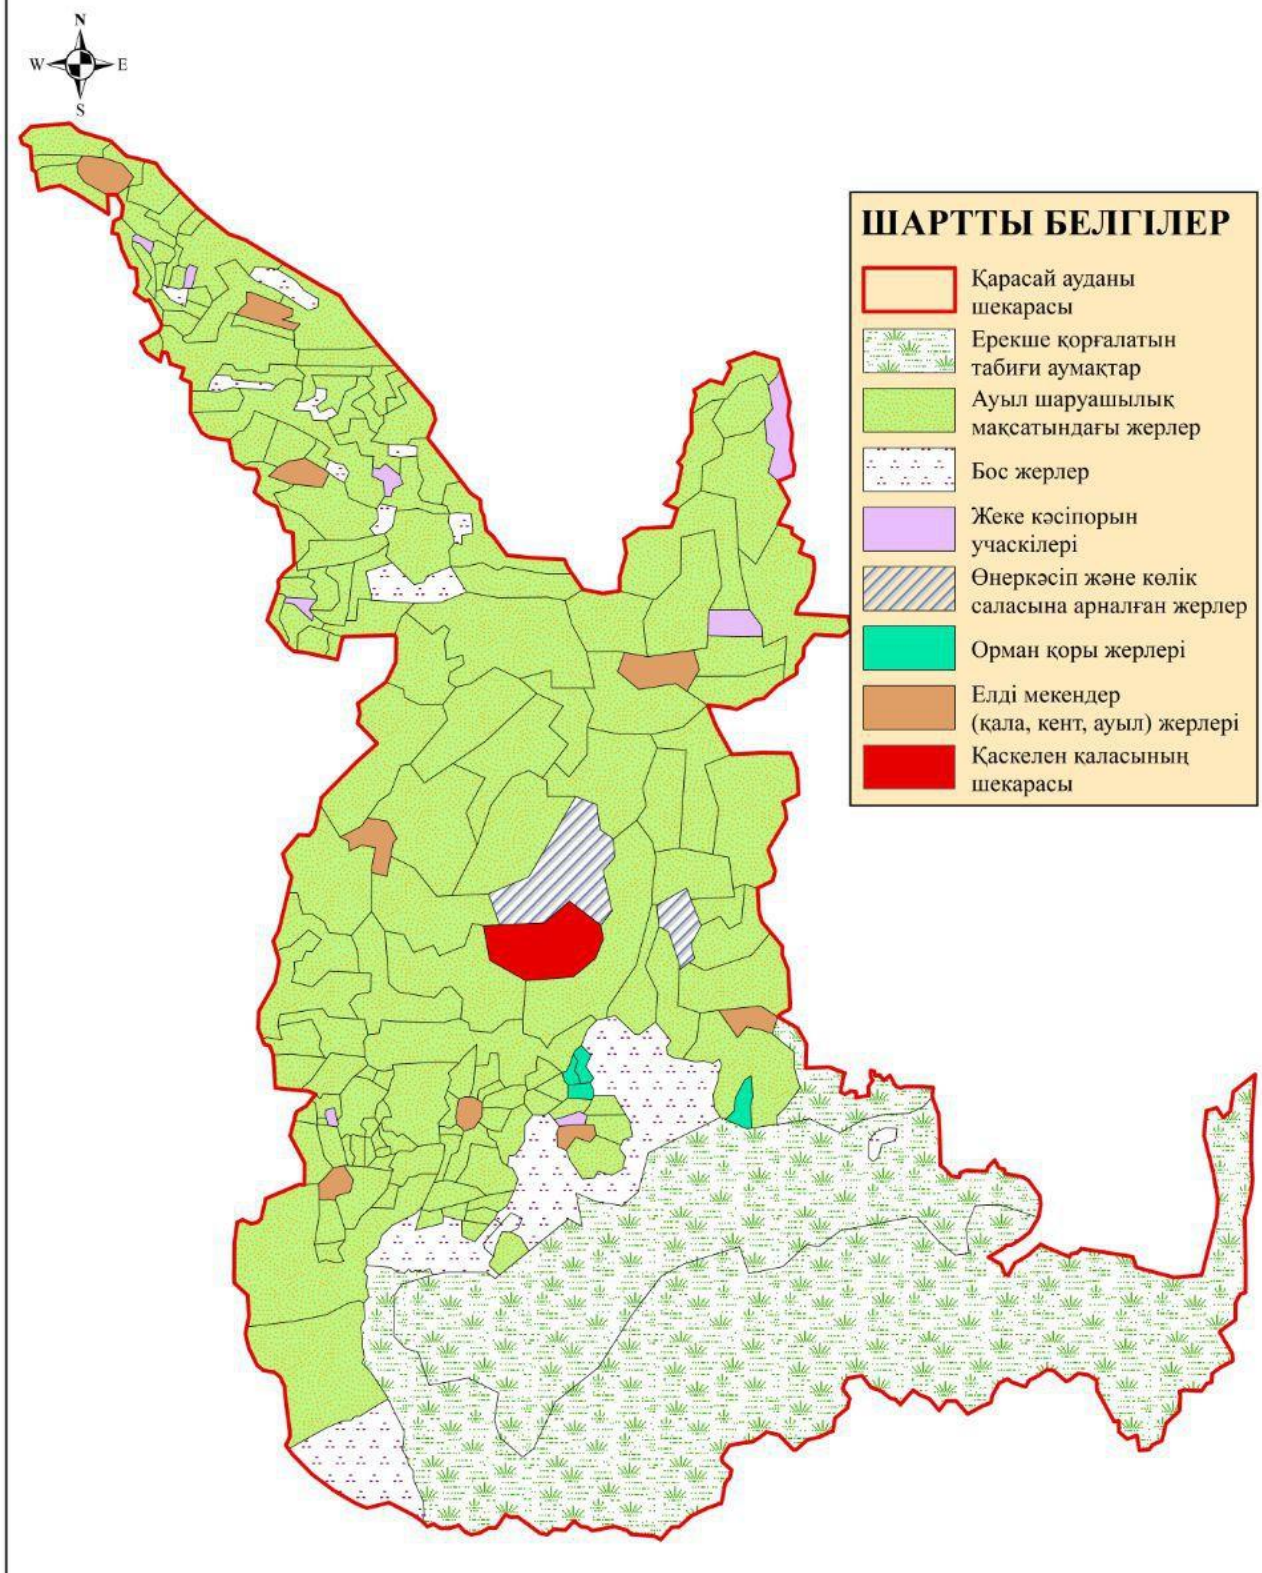 N
W E
S
ШАРТТЫ БЕЛГІЛЕР
Қарасай ауданы
шекарасы
Ерекше қорғалатын
табиғи аумақтар
Ауыл шаруашылық
мақсатындағы жерлер
Бос жерлер
Жеке кәсіпорын
учаскілері
Өнеркәсіп және көлік
саласына арналған жерлер
Орман қоры жерлері
Елді мекендер
(қала, кент, ауыл) жерлері
Қаскелен қаласының
шекарасы